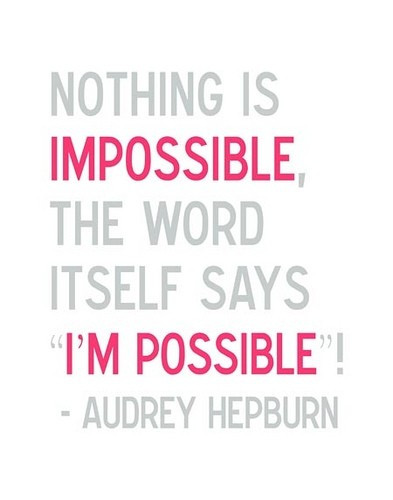 NOTHING IS
IMPOSSIBLE,
THE WORD
ITSELF SAYS
“I’M POSSIBLE”!
- AUDREY HEPBURN